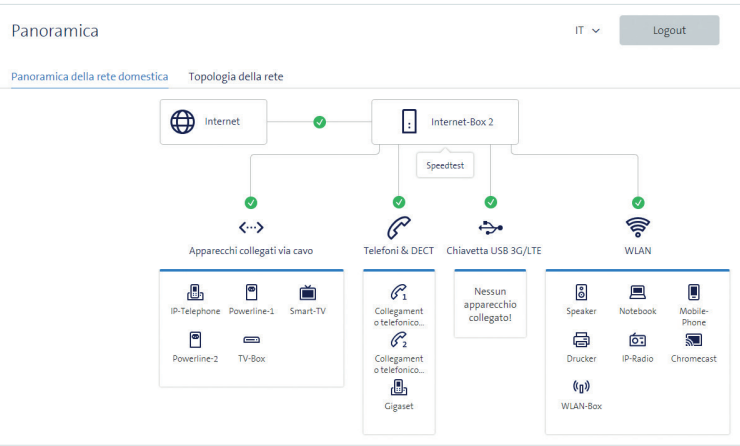 Panoramica
IT
Logout
Panoramica della rete domestica
Topologia della rete
Internet
Internet-Box 2
Speedtest
Apparecchi collegati via cavo
Telefoni & DECT
Chiavetta USB 3G/LTE
WLAN
IP-Telephone
Powerline-1
Smart-TV
Powerline-2
TV-Box
1
Collegament
o telefonico...
2
Collegament
o telefonico...
Gigaset
Nessun
apparecchio
collegato!
Speaker
Notebook
Mobile-
Phone
Drucker
IP-Radio
Chromecast
WLAN-Box